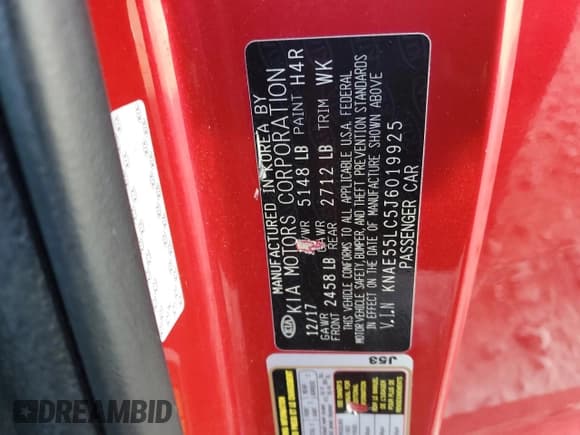 MANUFACTURED IN KOREA BY
KIA MOTORS CORPORATION
12/17 GVWR 5148 LB PAINT H4R
GAWR FRONT 2458 LB GAWR REAR 2712 LB TRIM WK
THIS VEHICLE CONFORMS TO ALL APPLICABLE U.S.A. FEDERAL
MOTOR VEHICLE SAFETY, BUMPER, AND THEFT PREVENTION STANDARDS
IN EFFECT ON THE DATE OF MANUFACTURE SHOWN ABOVE
V.I.N KNAE55LC5J6019925
PASSENGER CAR
KIA
J53
DREAMBID